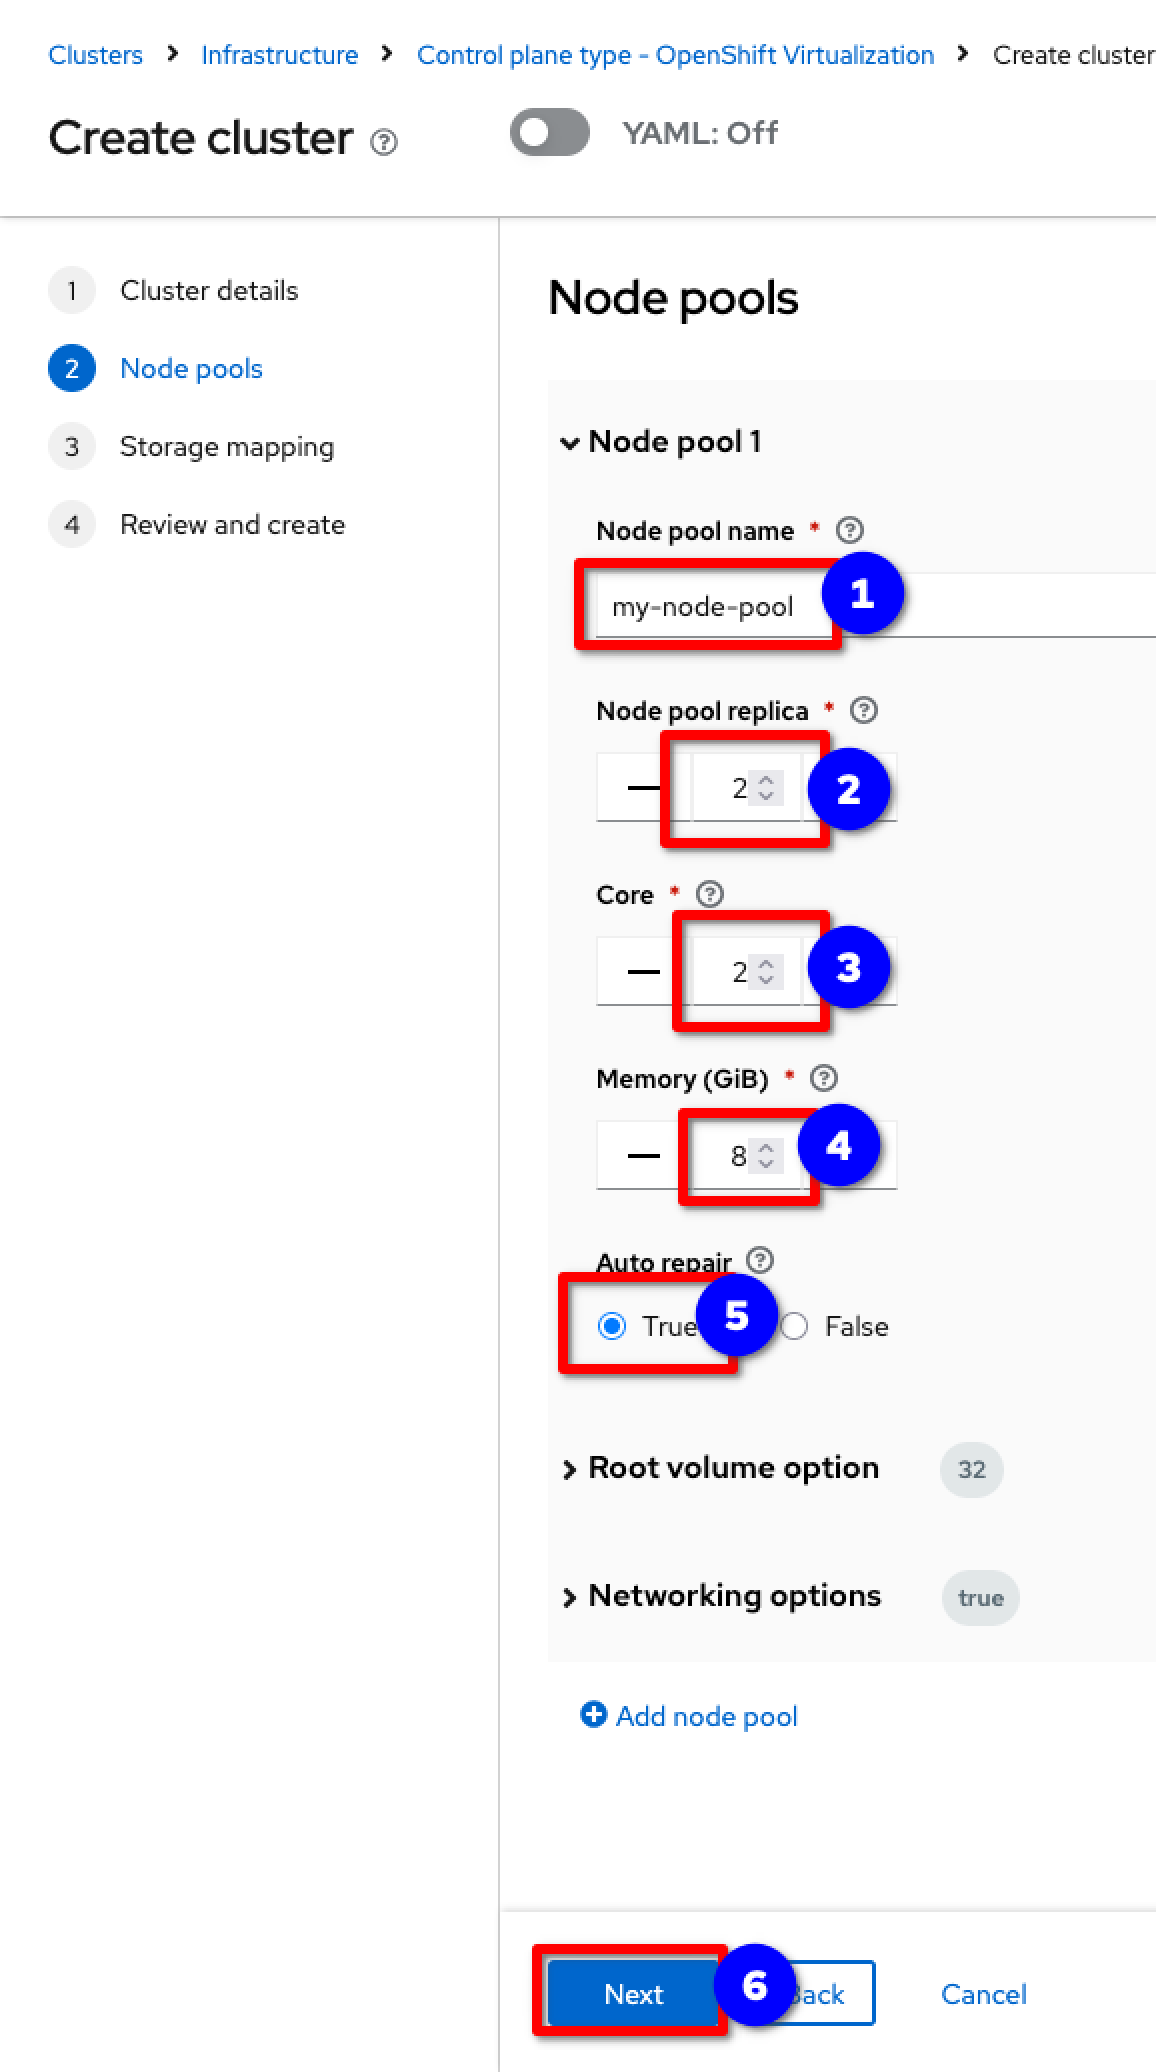 Clusters > Infrastructure > Control plane type - OpenShift Virtualization > Create cluster
Create cluster YAML: Off
1 Cluster details
2 Node pools
3 Storage mapping
4 Review and create
Node pools
Node pool 1
Node pool name *
my-node-pool 1
Node pool replica *
2 2
Core *
2 3
Memory (GiB) *
8 4
Auto repair
True 5 False
Root volume option 32
Networking options true
Add node pool
Next 6 Cancel